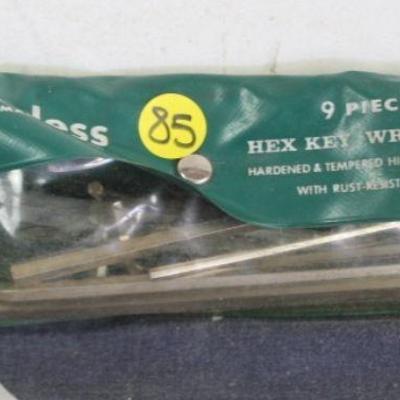 less
85
9 PIEC
HEX KEY WR
HARDENED & TEMPERED HI
WITH RUST-RESIST